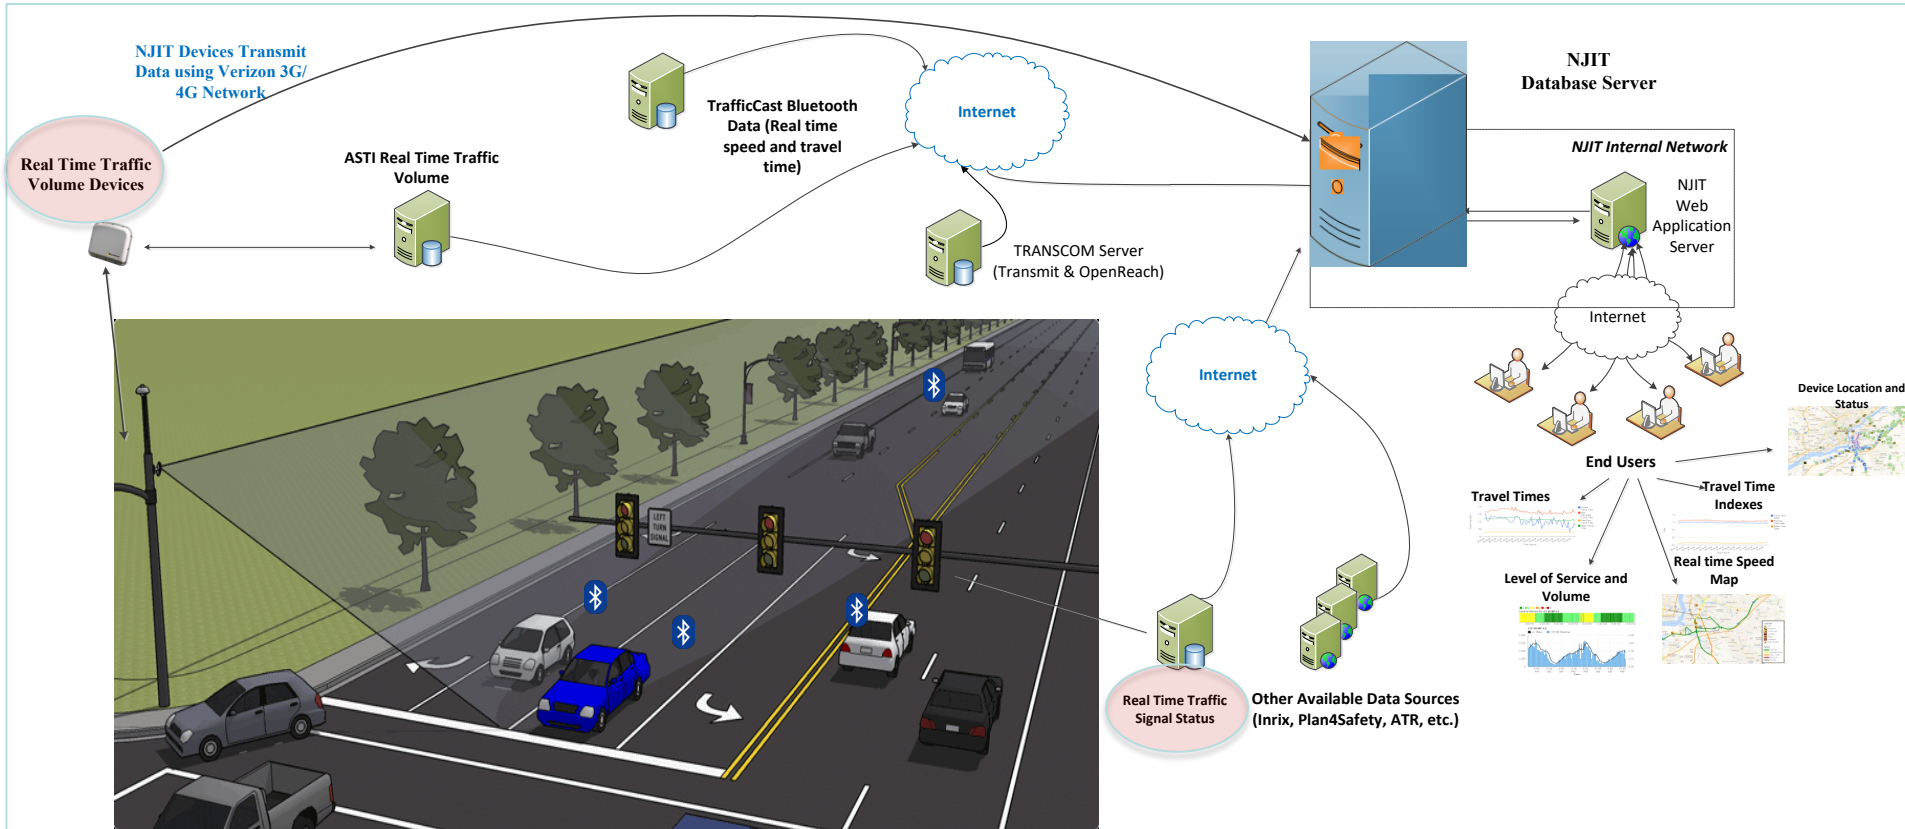 NJIT Devices Transmit
Data using Verizon 3G/
4G Network
Real Time Traffic
Volume Devices
ASTI Real Time Traffic
Volume
TrafficCast Bluetooth
Data (Real time
speed and travel
time)
Internet
TRANSCOM Server
(Transmit & OpenReach)
NJIT
Database Server
NJIT Internal Network
NJIT
Web
Application
Server
Internet
Internet
LEFT
TURN
SIGNAL
Real Time Traffic
Signal Status
Other Available Data Sources
(Inrix, Plan4Safety, ATR, etc.)
End Users
Device Location and
Status
Travel Times
Travel Time
Indexes
Level of Service and
Volume
Real time Speed
Map